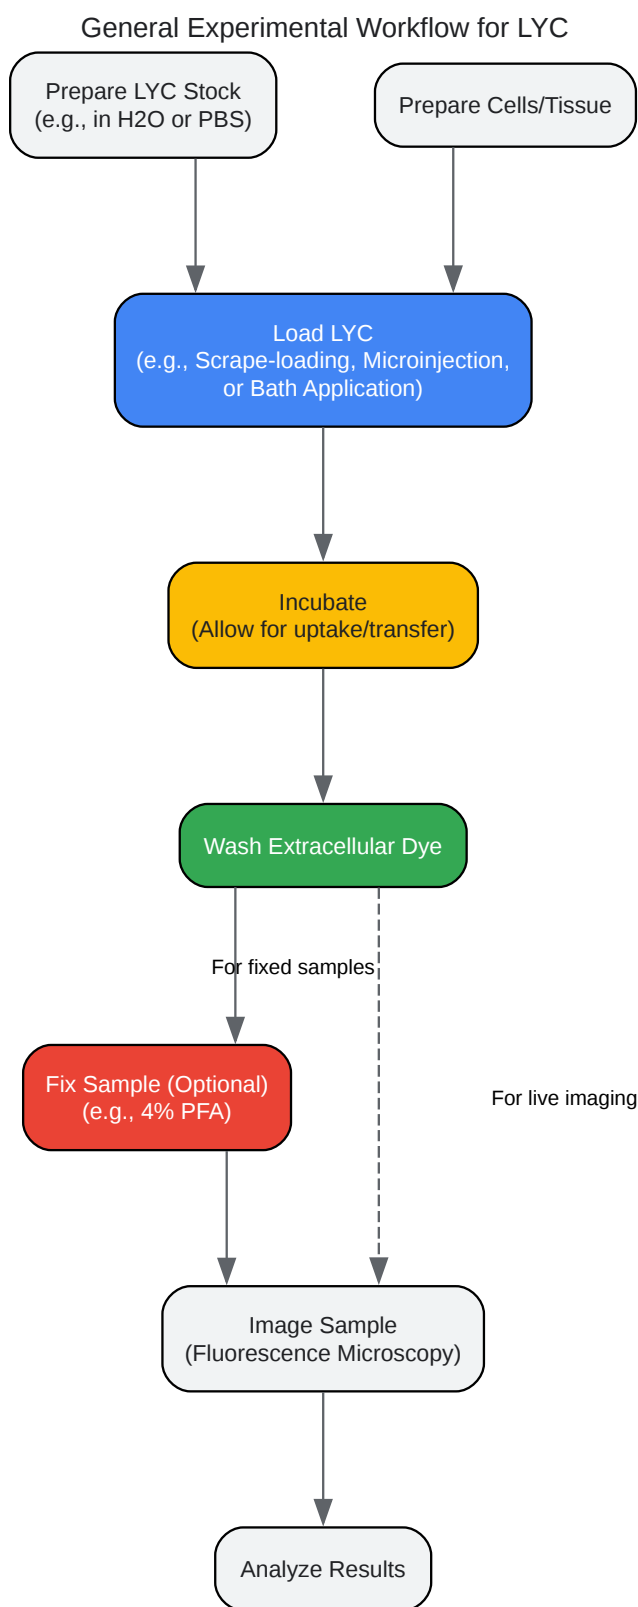 General Experimental Workflow for LYC
Prepare LYC Stock
(e.g., in H2O or PBS)
Prepare Cells/Tissue
Load LYC
(e.g., Scrape-loading, Microinjection,
or Bath Application)
Incubate
(Allow for uptake/transfer)
Wash Extracellular Dye
For fixed samples
Fix Sample (Optional)
(e.g., 4% PFA)
For live imaging
Image Sample
(Fluorescence Microscopy)
Analyze Results